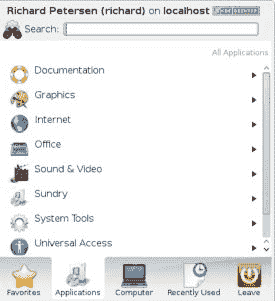 Richard Petersen (richard) on localhost
Search:
All Applications
Documentation
Graphics
Internet
Office
Sound & Video
Sundry
System Tools
Universal Access
Favorites
Applications
Computer
Recently Used
Leave